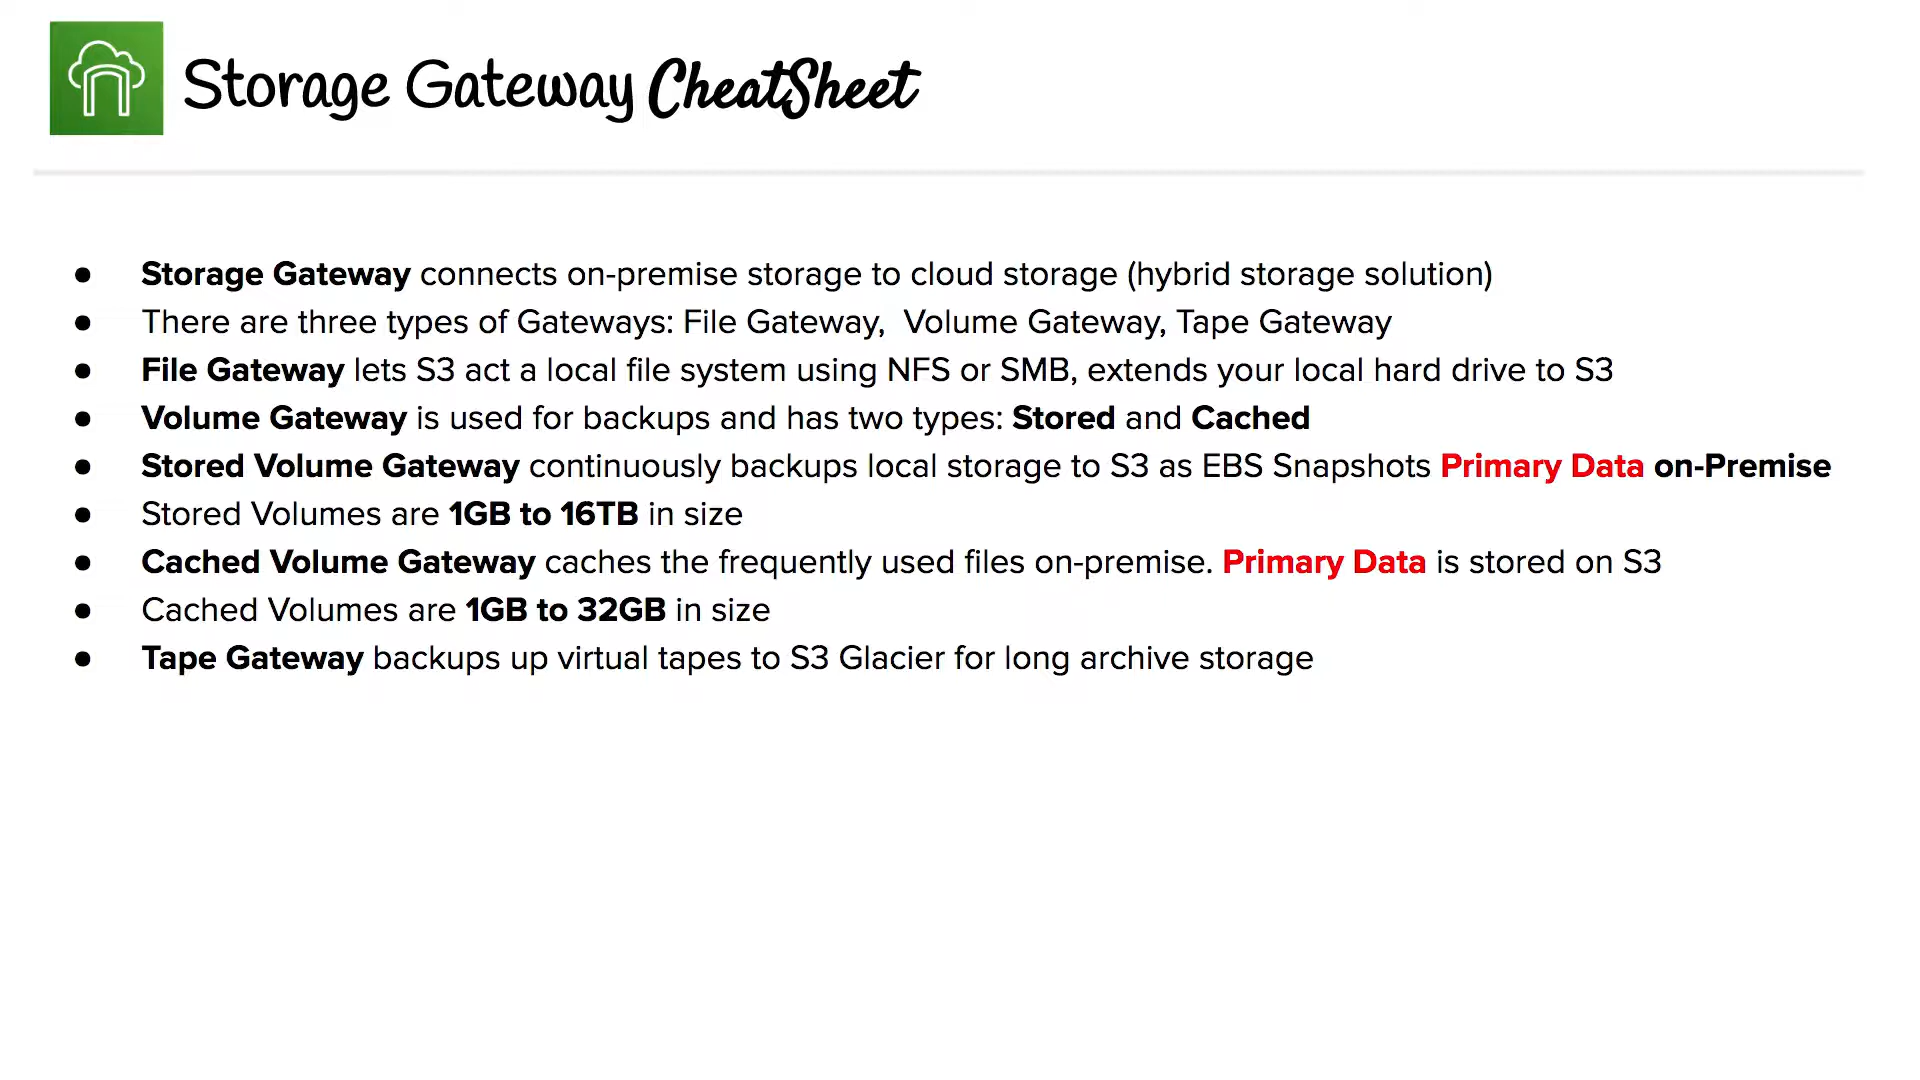 Storage Gateway CheatSheet
● Storage Gateway connects on-premise storage to cloud storage (hybrid storage solution)
● There are three types of Gateways: File Gateway,  Volume Gateway, Tape Gateway
● File Gateway lets S3 act a local file system using NFS or SMB, extends your local hard drive to S3
● Volume Gateway is used for backups and has two types: Stored and Cached
● Stored Volume Gateway continuously backups local storage to S3 as EBS Snapshots Primary Data on-Premise
● Stored Volumes are 1GB to 16TB in size
● Cached Volume Gateway caches the frequently used files on-premise. Primary Data is stored on S3
● Cached Volumes are 1GB to 32GB in size
● Tape Gateway backups up virtual tapes to S3 Glacier for long archive storage